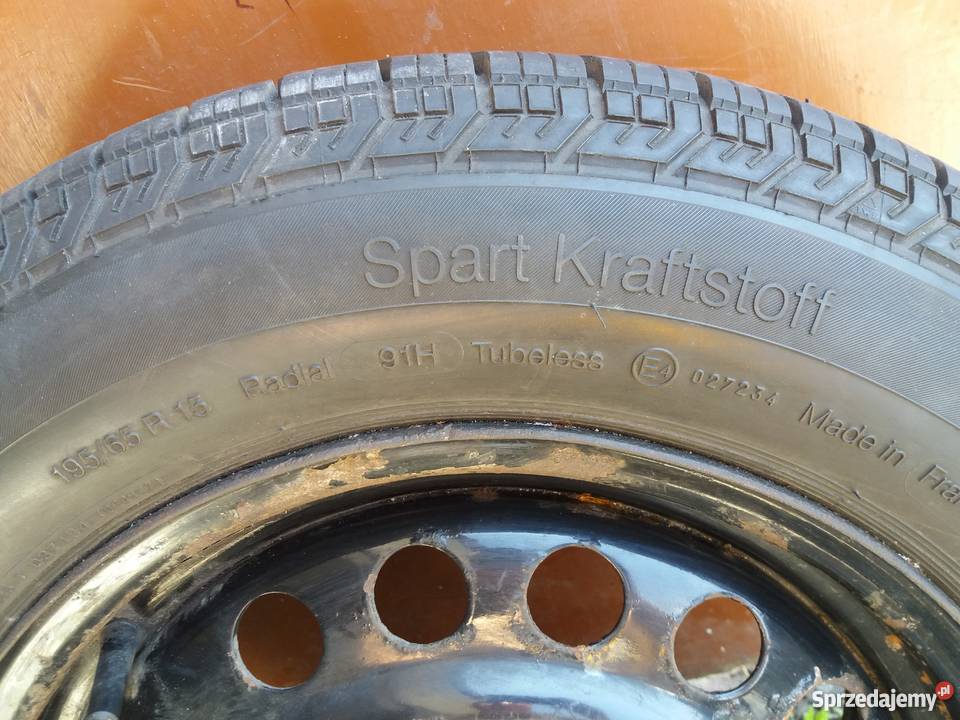 Spart Kraftstoff
195/65 R 15 Radial 91H Tubeless E4 027234 Made in
Sprzedajemy.pl